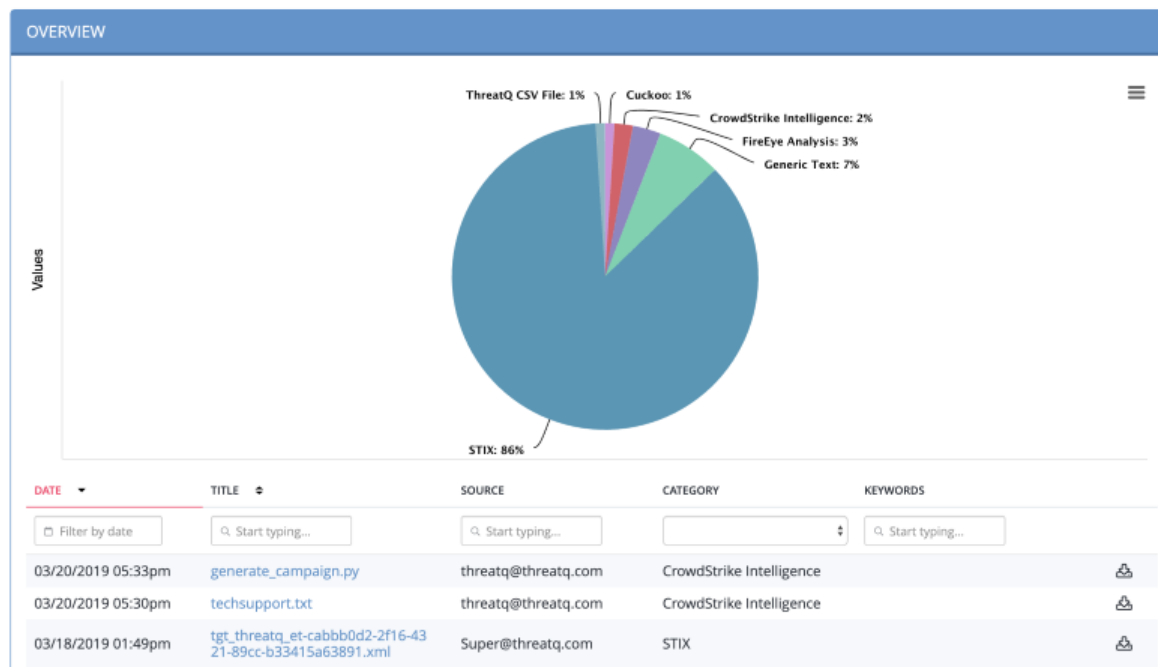 OVERVIEW
ThreatQ CSV File: 1%
Cuckoo: 1%
CrowdStrike Intelligence: 2%
FireEye Analysis: 3%
Generic Text: 7%
Values
STIX: 86%
DATE TITLE SOURCE CATEGORY KEYWORDS
Filter by date Start typing... Start typing... Start typing...
03/20/2019 05:33pm generate_campaign.py threatq@threatq.com CrowdStrike Intelligence
03/20/2019 05:30pm techsupport.txt threatq@threatq.com CrowdStrike Intelligence
03/18/2019 01:49pm tgt_threatq_et-cabbb0d2-2f16-43 Super@threatq.com STIX
21-89cc-b33415a63891.xml